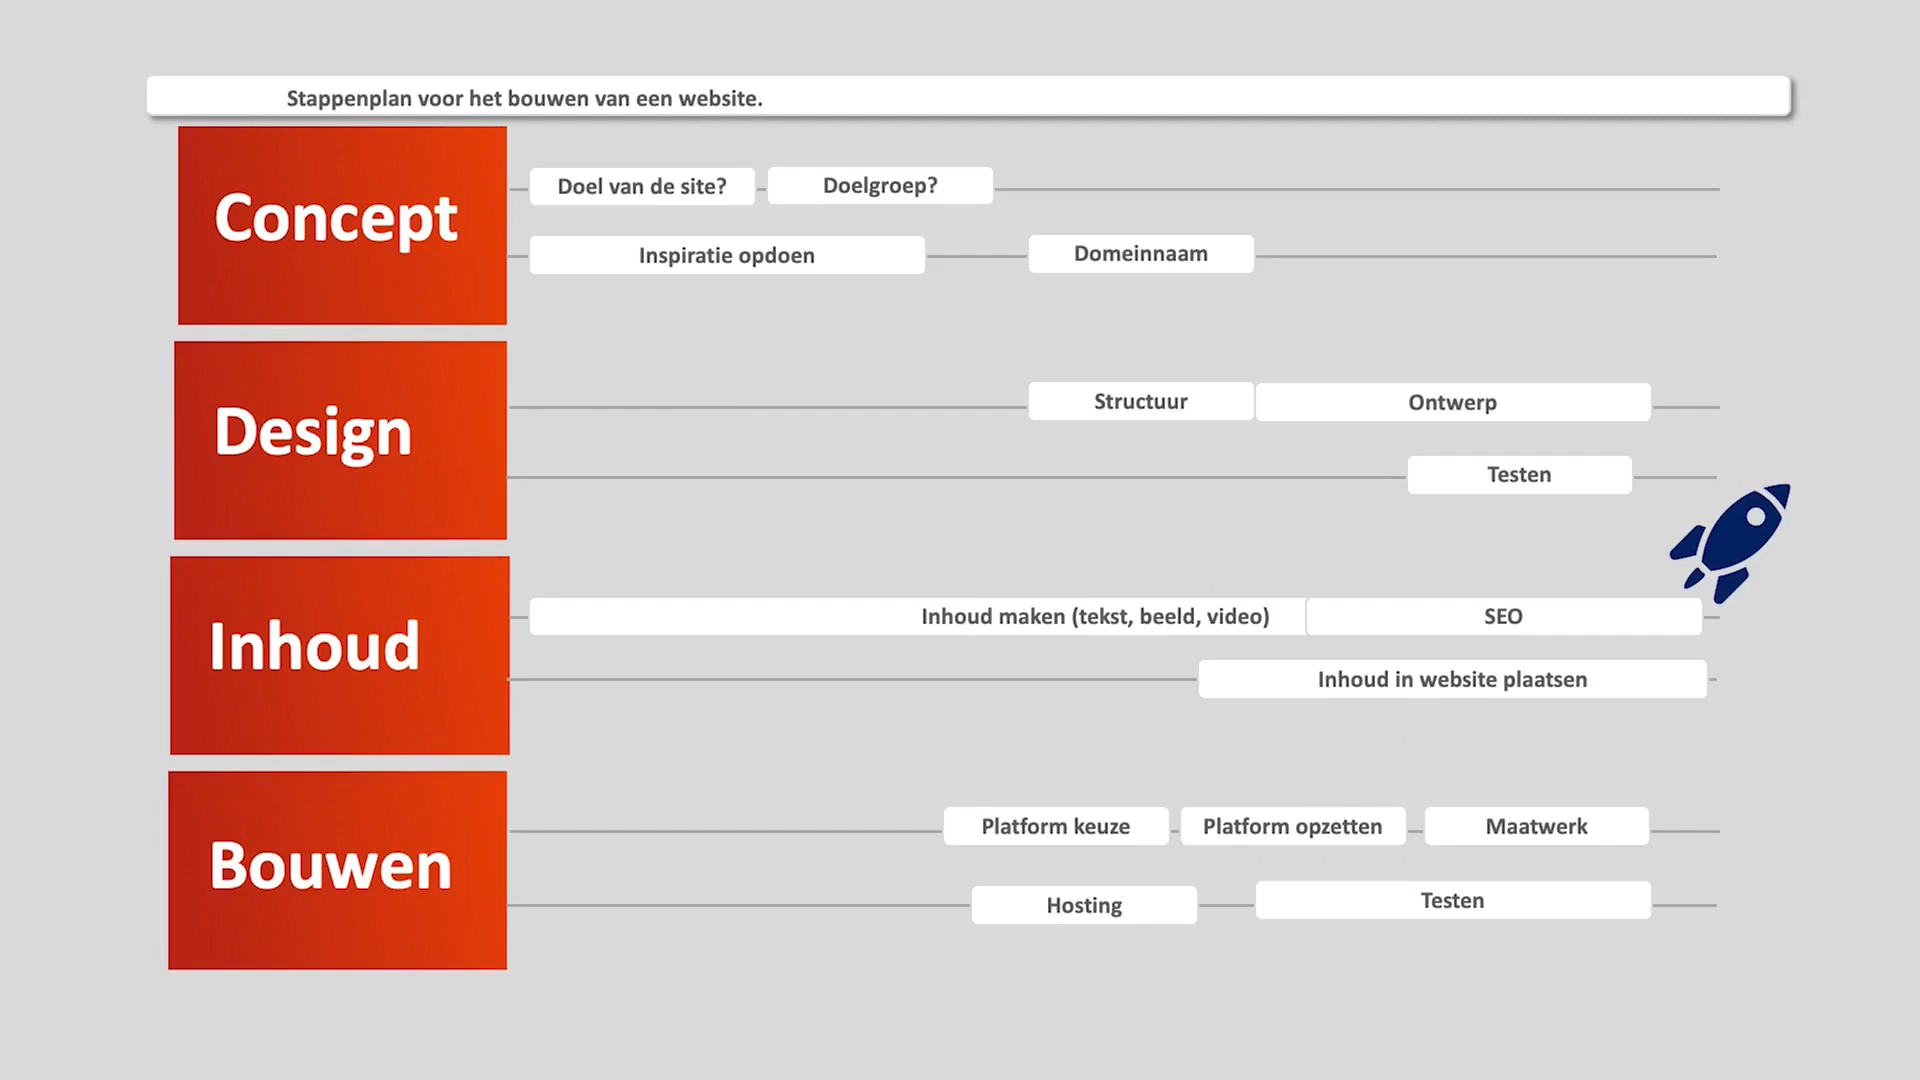 Stappenplan voor het bouwen van een website.
Concept
Doel van de site?
Doelgroep?
Inspiratie opdoen
Domeinnaam
Design
Structuur
Ontwerp
Testen
Inhoud
Inhoud maken (tekst, beeld, video)
SEO
Inhoud in website plaatsen
Bouwen
Platform keuze
Platform opzetten
Maatwerk
Hosting
Testen